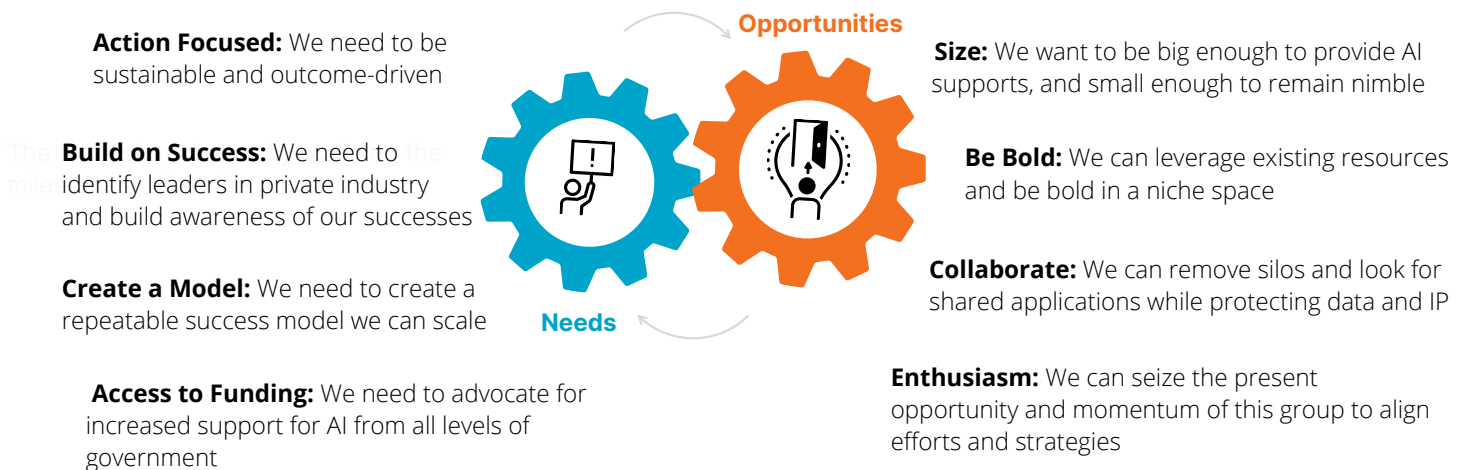 Action Focused: We need to be
sustainable and outcome-driven
Build on Success: We need to
identify leaders in private industry
and build awareness of our successes
Create a Model: We need to create a
repeatable success model we can scale
Access to Funding: We need to advocate for
increased support for AI from all levels of
government
Needs
!
Opportunities
Size: We want to be big enough to provide AI
supports, and small enough to remain nimble
Be Bold: We can leverage existing resources
and be bold in a niche space
Collaborate: We can remove silos and look for
shared applications while protecting data and IP
Enthusiasm: We can seize the present
opportunity and momentum of this group to align
efforts and strategies